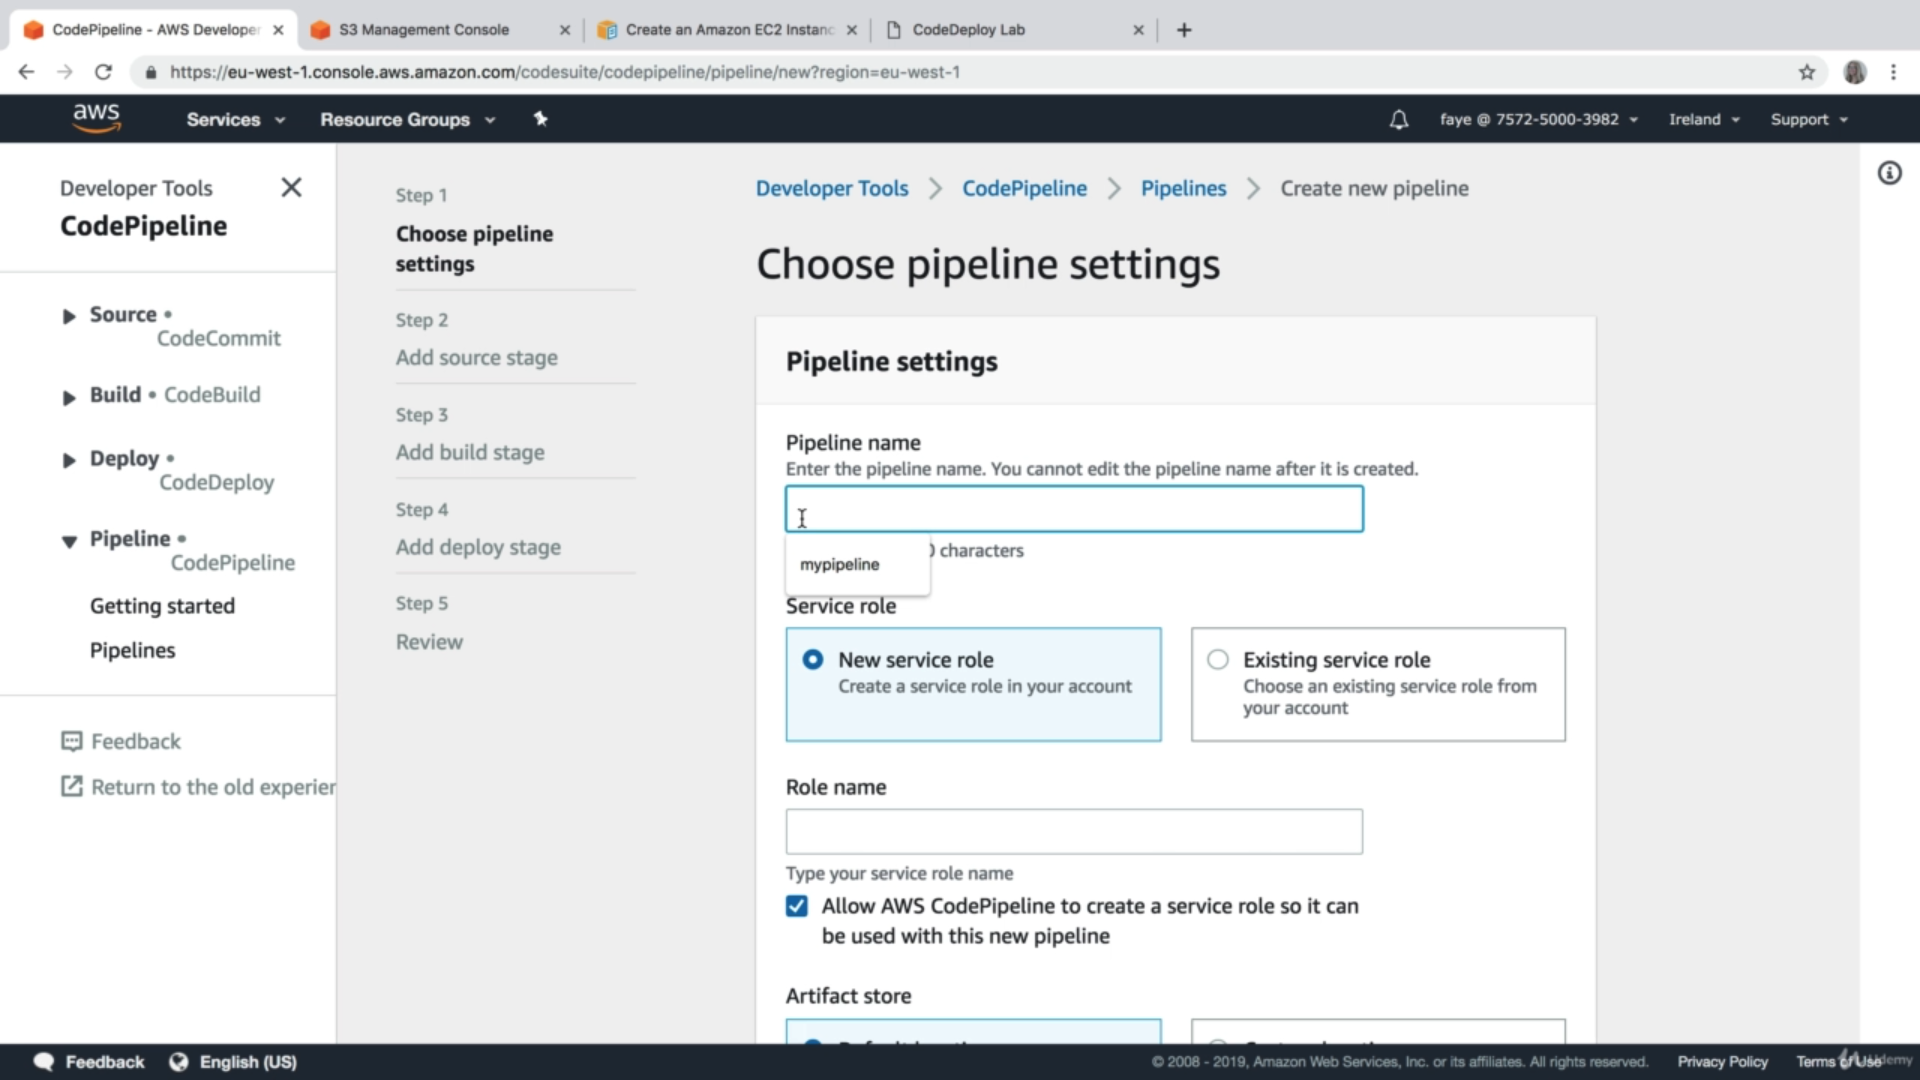 CodePipeline - AWS Developer
S3 Management Console
Create an Amazon EC2 Instanc
CodeDeploy Lab
https://eu-west-1.console.aws.amazon.com/codesuite/codepipeline/pipeline/new?region=eu-west-1
aws
Services
Resource Groups
faye @ 7572-5000-3982
Ireland
Support
Developer Tools
CodePipeline
Source •
CodeCommit
Build • CodeBuild
Deploy •
CodeDeploy
Pipeline •
CodePipeline
Getting started
Pipelines
Feedback
Return to the old experier
Step 1
Choose pipeline
settings
Step 2
Add source stage
Step 3
Add build stage
Step 4
Add deploy stage
Step 5
Review
Developer Tools > CodePipeline > Pipelines > Create new pipeline
Choose pipeline settings
Pipeline settings
Pipeline name
Enter the pipeline name. You cannot edit the pipeline name after it is created.
characters
mypipeline
Service role
New service role
Create a service role in your account
Existing service role
Choose an existing service role from
your account
Role name
Type your service role name
Allow AWS CodePipeline to create a service role so it can
be used with this new pipeline
Artifact store
Feedback
English (US)
© 2008 - 2019, Amazon Web Services, Inc. or its affiliates. All rights reserved.
Privacy Policy
Terms of Use